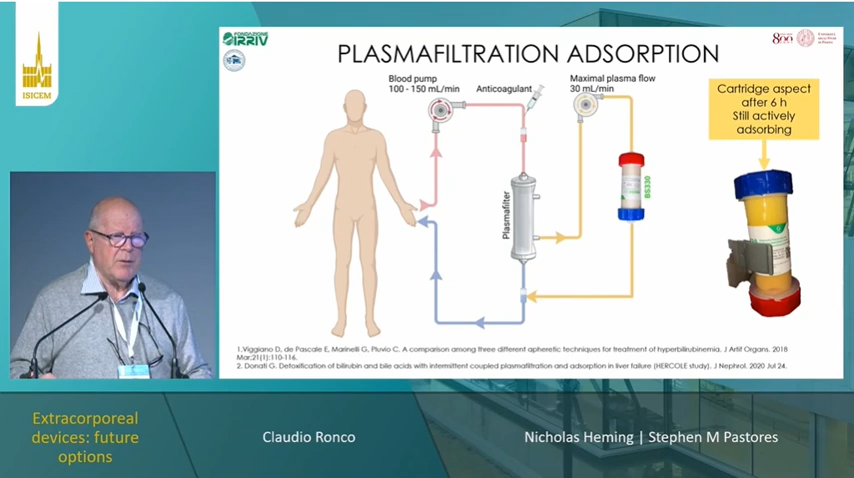 ISICEM
FONDAZIONE
IRRIV
800
PLASMAFILTRATION ADSORPTION
Blood pump
100 - 150 mL/min
Anticoagulant
Maximal plasma flow
30 mL/min
Cartridge aspect
after 6 h
Still actively
adsorbing
Plasmafilter
BS330
1.Viggiano D, de Pascale E, Marinelli G, Pluvio C. A comparison among three different apheretic techniques for treatment of hyperbilirubinemia. J Artif Organs. 2018
Mar;21(1):110-116.
2. Donati G. Detoxification of bilirubin and bile acids with intermittent coupled plasmafiltration and adsorption in liver failure (HERCOLE study). J Nephrol. 2020 Jul 24.
Extracorporeal
devices: future
options
Claudio Ronco
Nicholas Heming | Stephen M Pastores